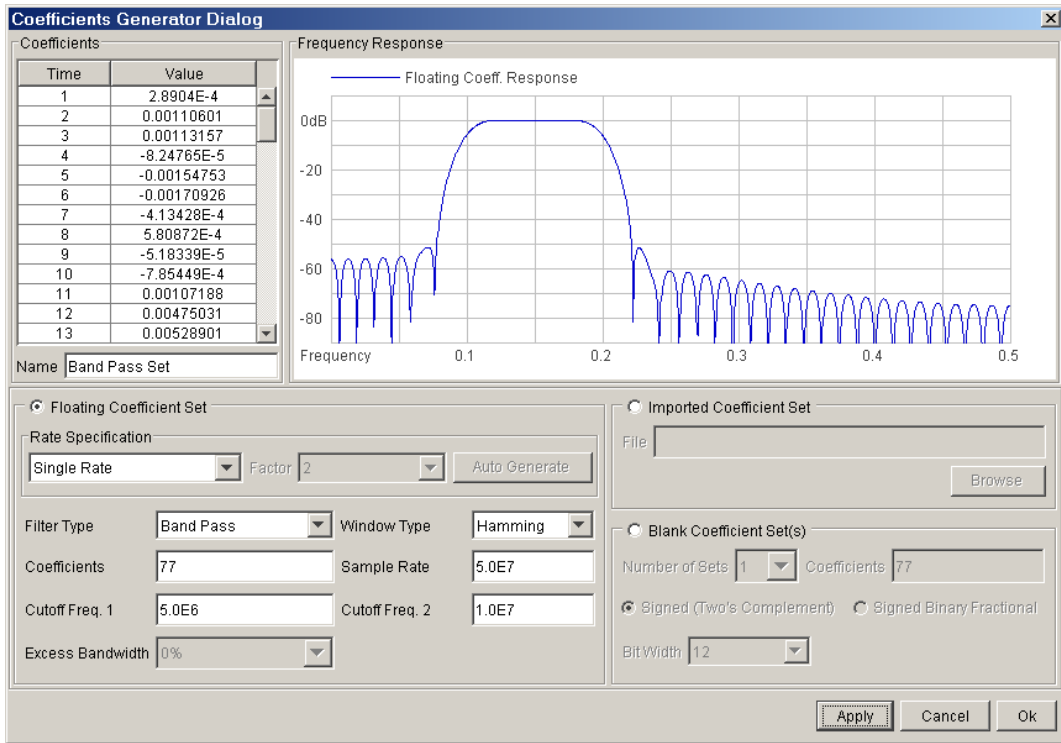 Coefficients Generator Dialog
Coefficients
Time Value
1 2.8904E-4
2 0.00110601
3 0.00113157
4 -8.24765E-5
5 -0.00154753
6 -0.00170926
7 -4.13428E-4
8 5.80872E-4
9 -5.18339E-5
10 -7.85449E-4
11 0.00107188
12 0.00475031
13 0.00528901
Name Band Pass Set
Frequency Response
Floating Coeff. Response
0dB
-20
-40
-60
-80
Frequency 0.1 0.2 0.3 0.4 0.5
Floating Coefficient Set
Rate Specification
Single Rate Factor 2 Auto Generate
Filter Type Band Pass Window Type Hamming
Coefficients 77 Sample Rate 5.0E7
Cutoff Freq. 1 5.0E6 Cutoff Freq. 2 1.0E7
Excess Bandwidth 0%
Imported Coefficient Set
File
Browse
Blank Coefficient Set(s)
Number of Sets 1 Coefficients 77
Signed (Two's Complement) Signed Binary Fractional
Bit Width 12
Apply Cancel Ok